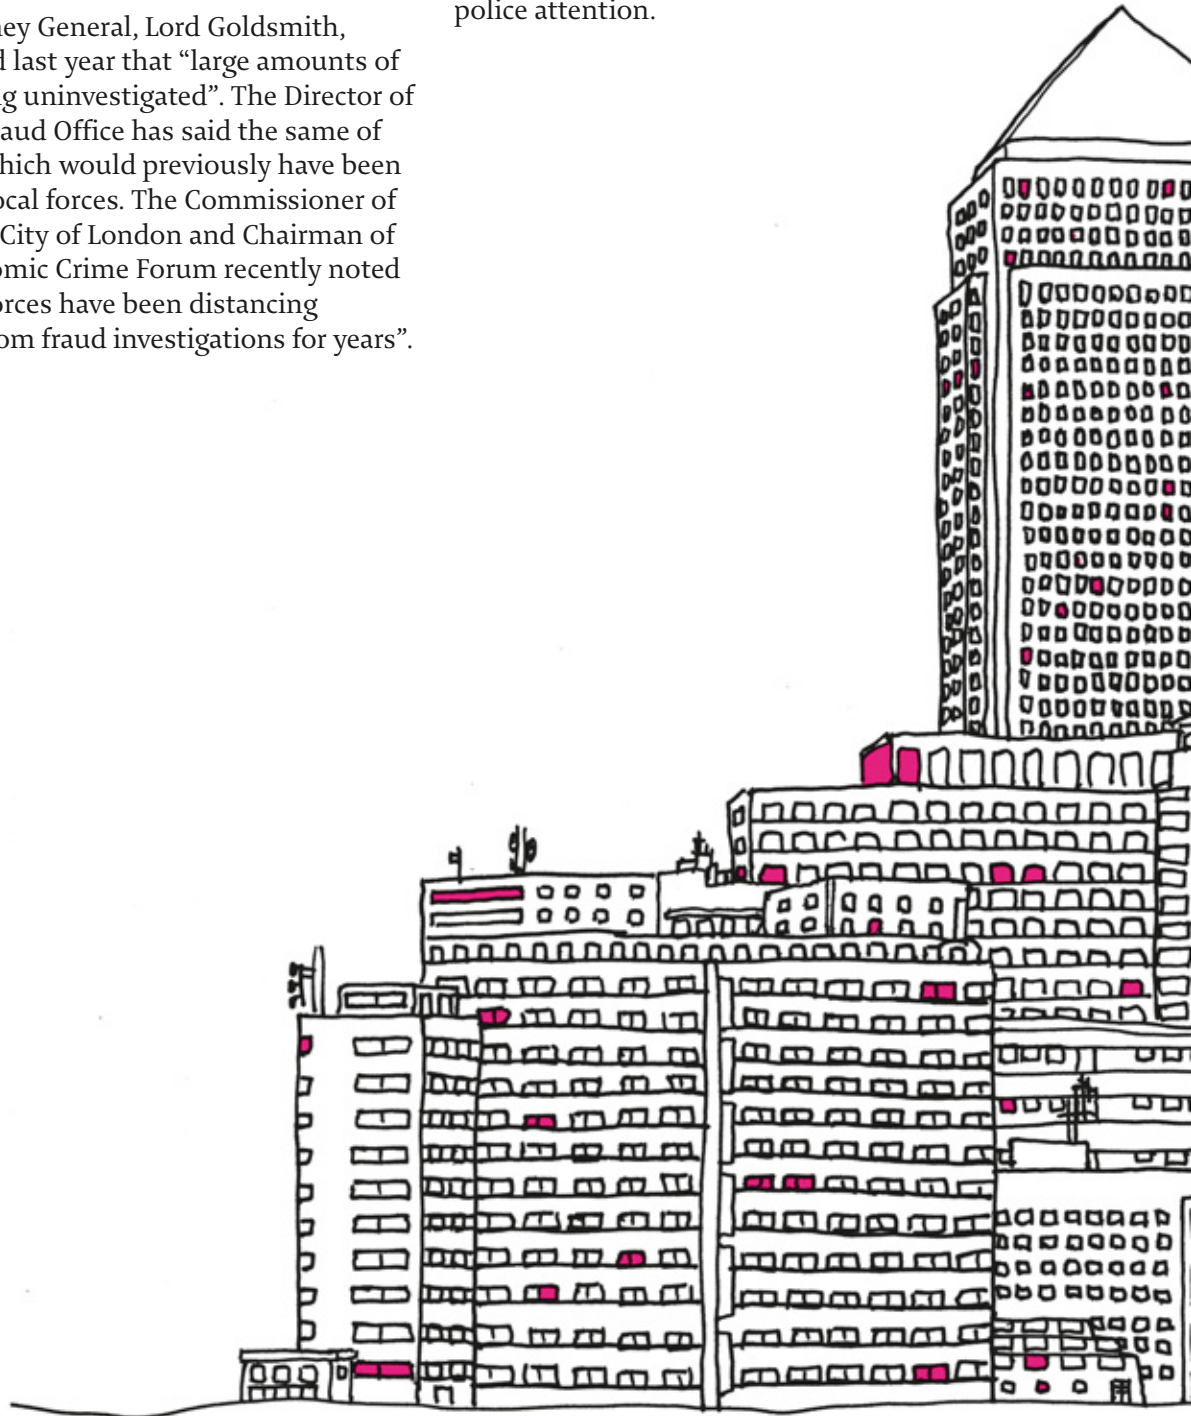 ney General, Lord Goldsmith,
d last year that “large amounts of
g uninvestigated”. The Director of
aud Office has said the same of
hich would previously have been
ocal forces. The Commissioner of
City of London and Chairman of
omic Crime Forum recently noted
orces have been distancing
om fraud investigations for years”.
police attention.